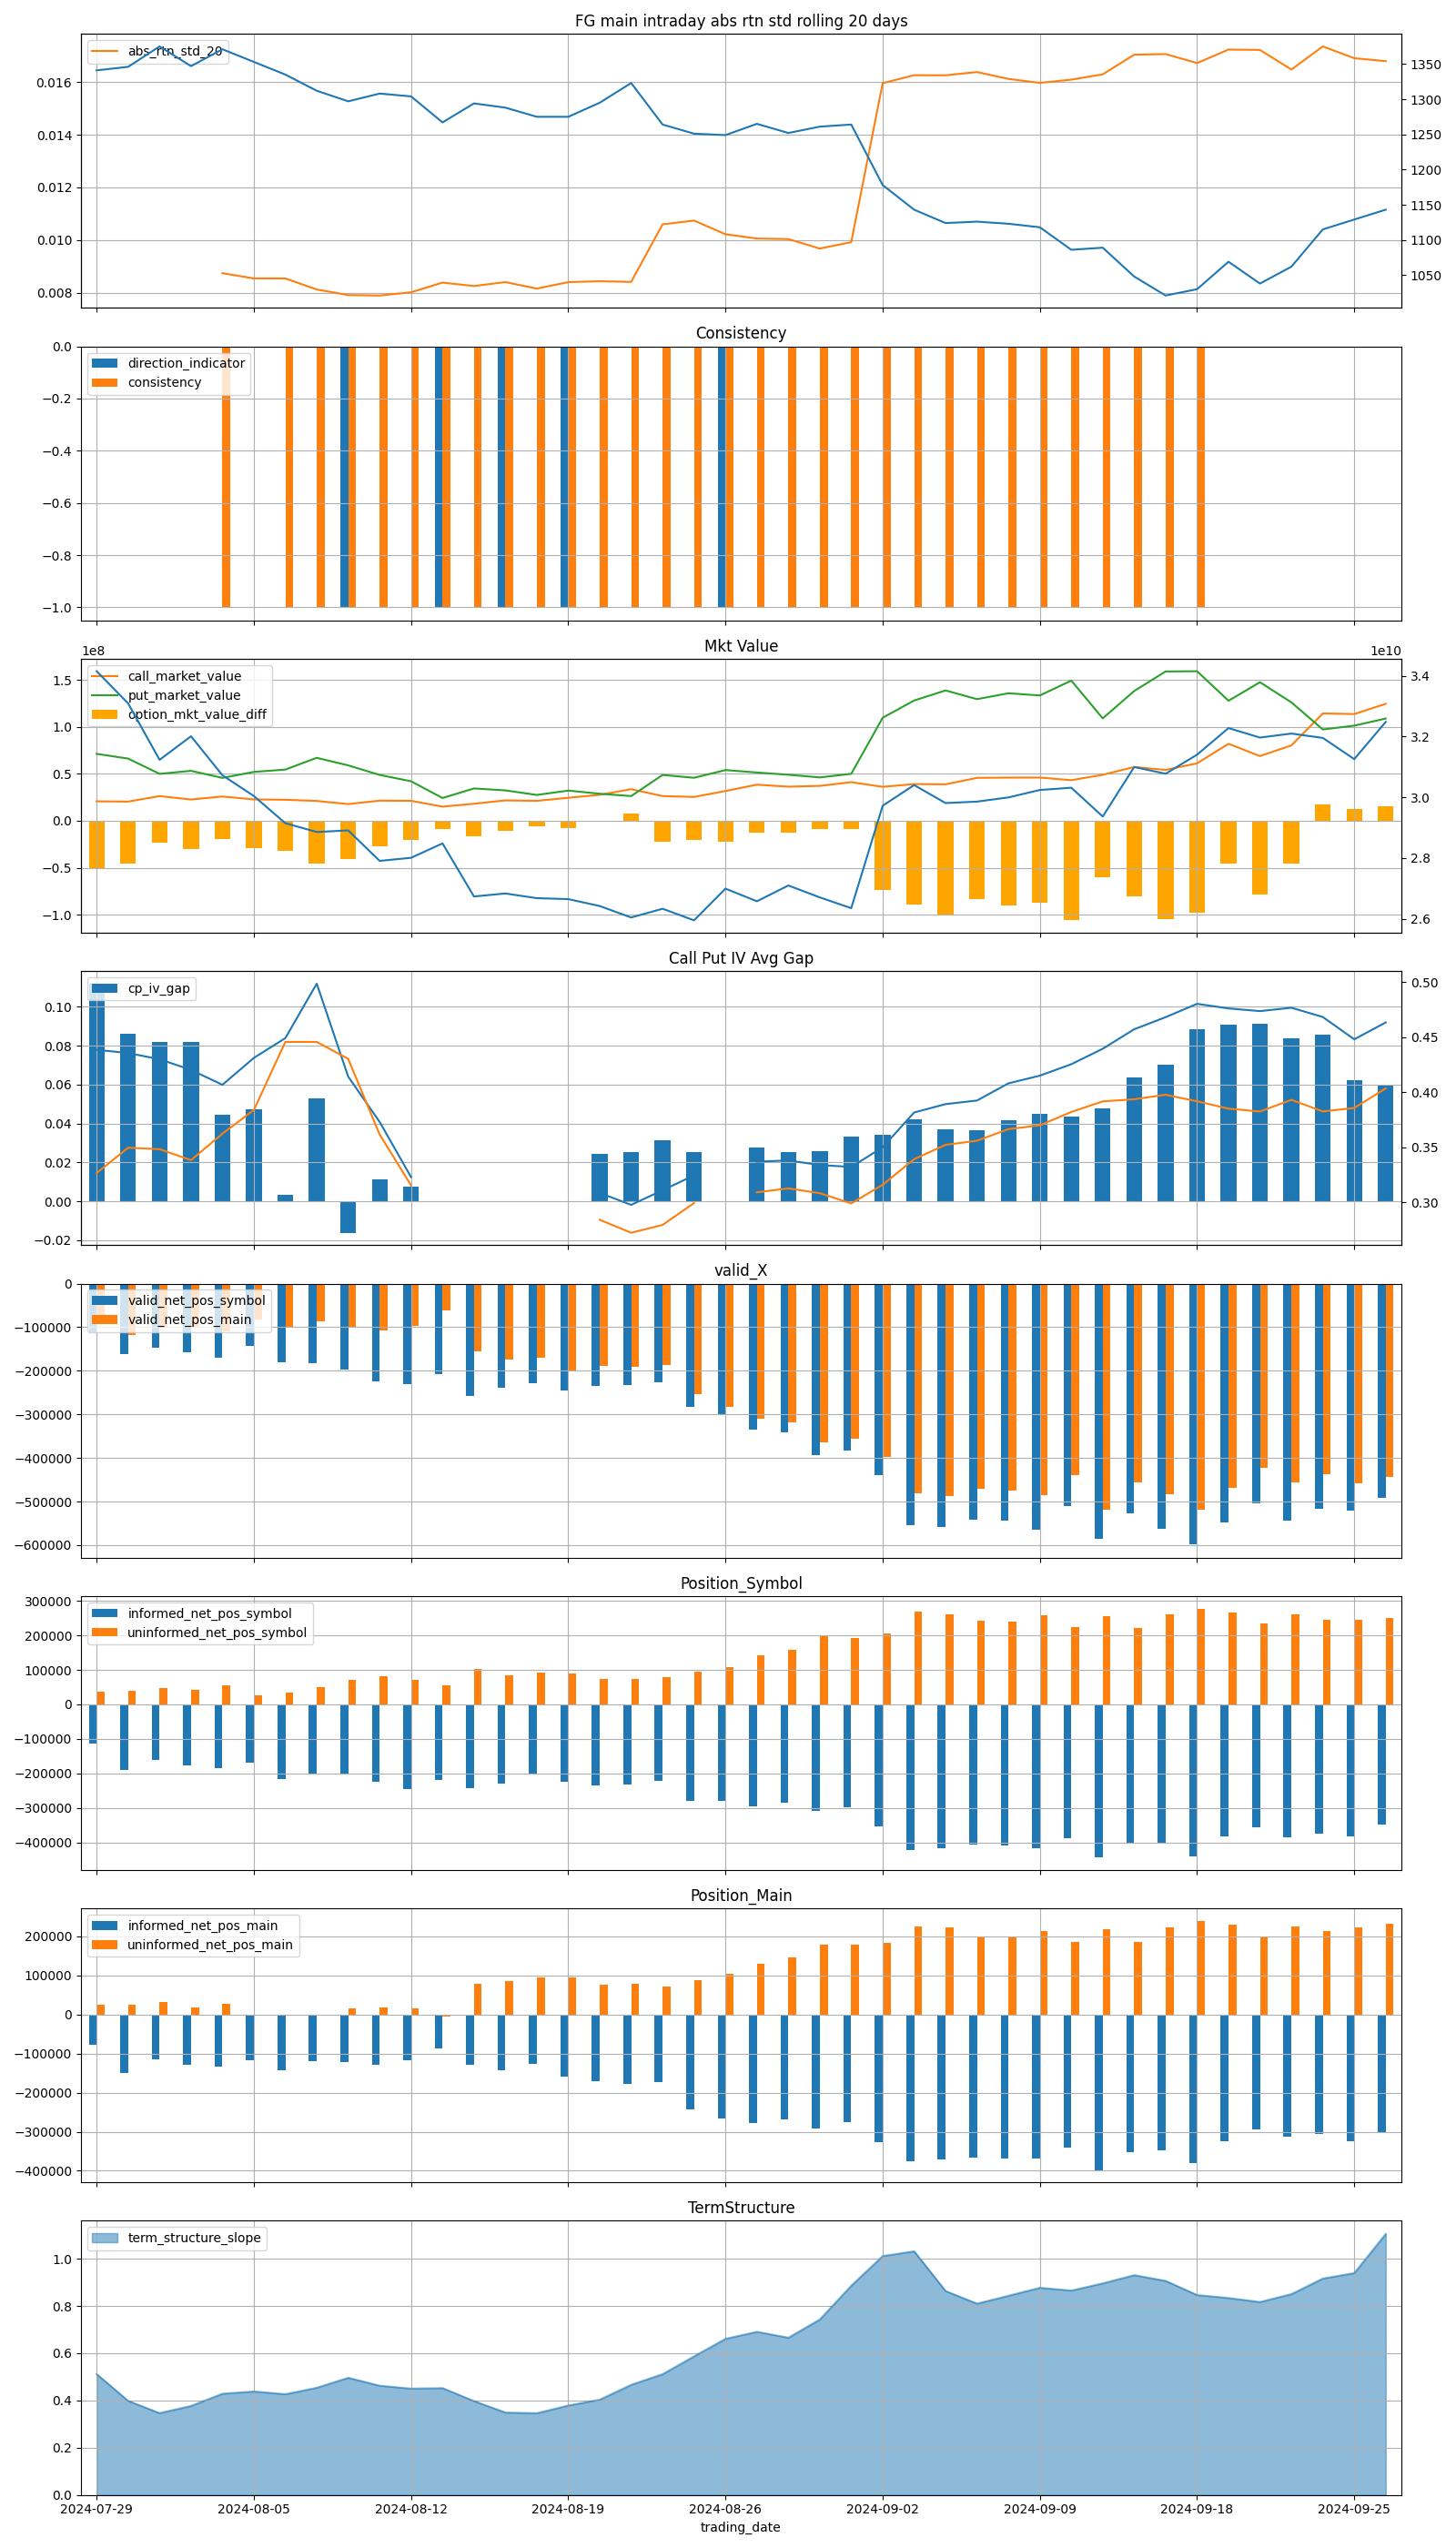 FG main intraday abs rtn std rolling 20 days
abs_rtn_std_20
0.016
0.014
0.012
0.010
0.008
1350
1300
1250
1200
1150
1100
1050
Consistency
direction_indicator
consistency
0.0
−0.2
−0.4
−0.6
−0.8
−1.0
Mkt Value
1e8
1e10
call_market_value
put_market_value
option_mkt_value_diff
1.5
1.0
0.5
0.0
−0.5
−1.0
3.4
3.2
3.0
2.8
2.6
Call Put IV Avg Gap
cp_iv_gap
0.10
0.08
0.06
0.04
0.02
0.00
−0.02
0.50
0.45
0.40
0.35
0.30
valid_X
valid_net_pos_symbol
valid_net_pos_main
0
−100000
−200000
−300000
−400000
−500000
−600000
Position_Symbol
informed_net_pos_symbol
uninformed_net_pos_symbol
300000
200000
100000
0
−100000
−200000
−300000
−400000
Position_Main
informed_net_pos_main
uninformed_net_pos_main
200000
100000
0
−100000
−200000
−300000
−400000
TermStructure
term_structure_slope
1.0
0.8
0.6
0.4
0.2
0.0
2024-07-29 2024-08-05 2024-08-12 2024-08-19 2024-08-26 2024-09-02 2024-09-09 2024-09-18 2024-09-25
trading_date